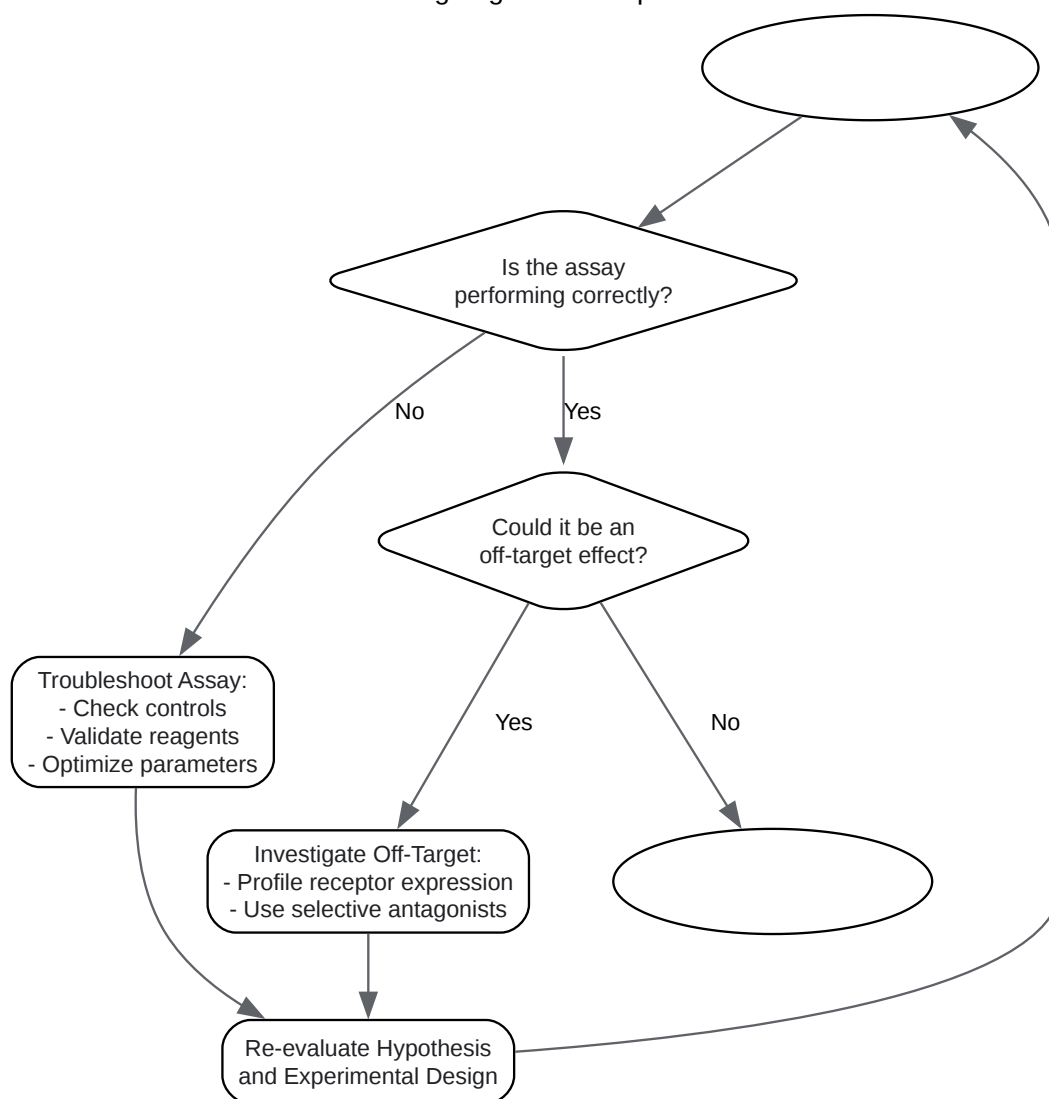 Is the assay
performing correctly?
No
Yes
Could it be an
off-target effect?
Troubleshoot Assay:
- Check controls
- Validate reagents
- Optimize parameters
Yes
No
Investigate Off-Target:
- Profile receptor expression
- Use selective antagonists
Re-evaluate Hypothesis
and Experimental Design